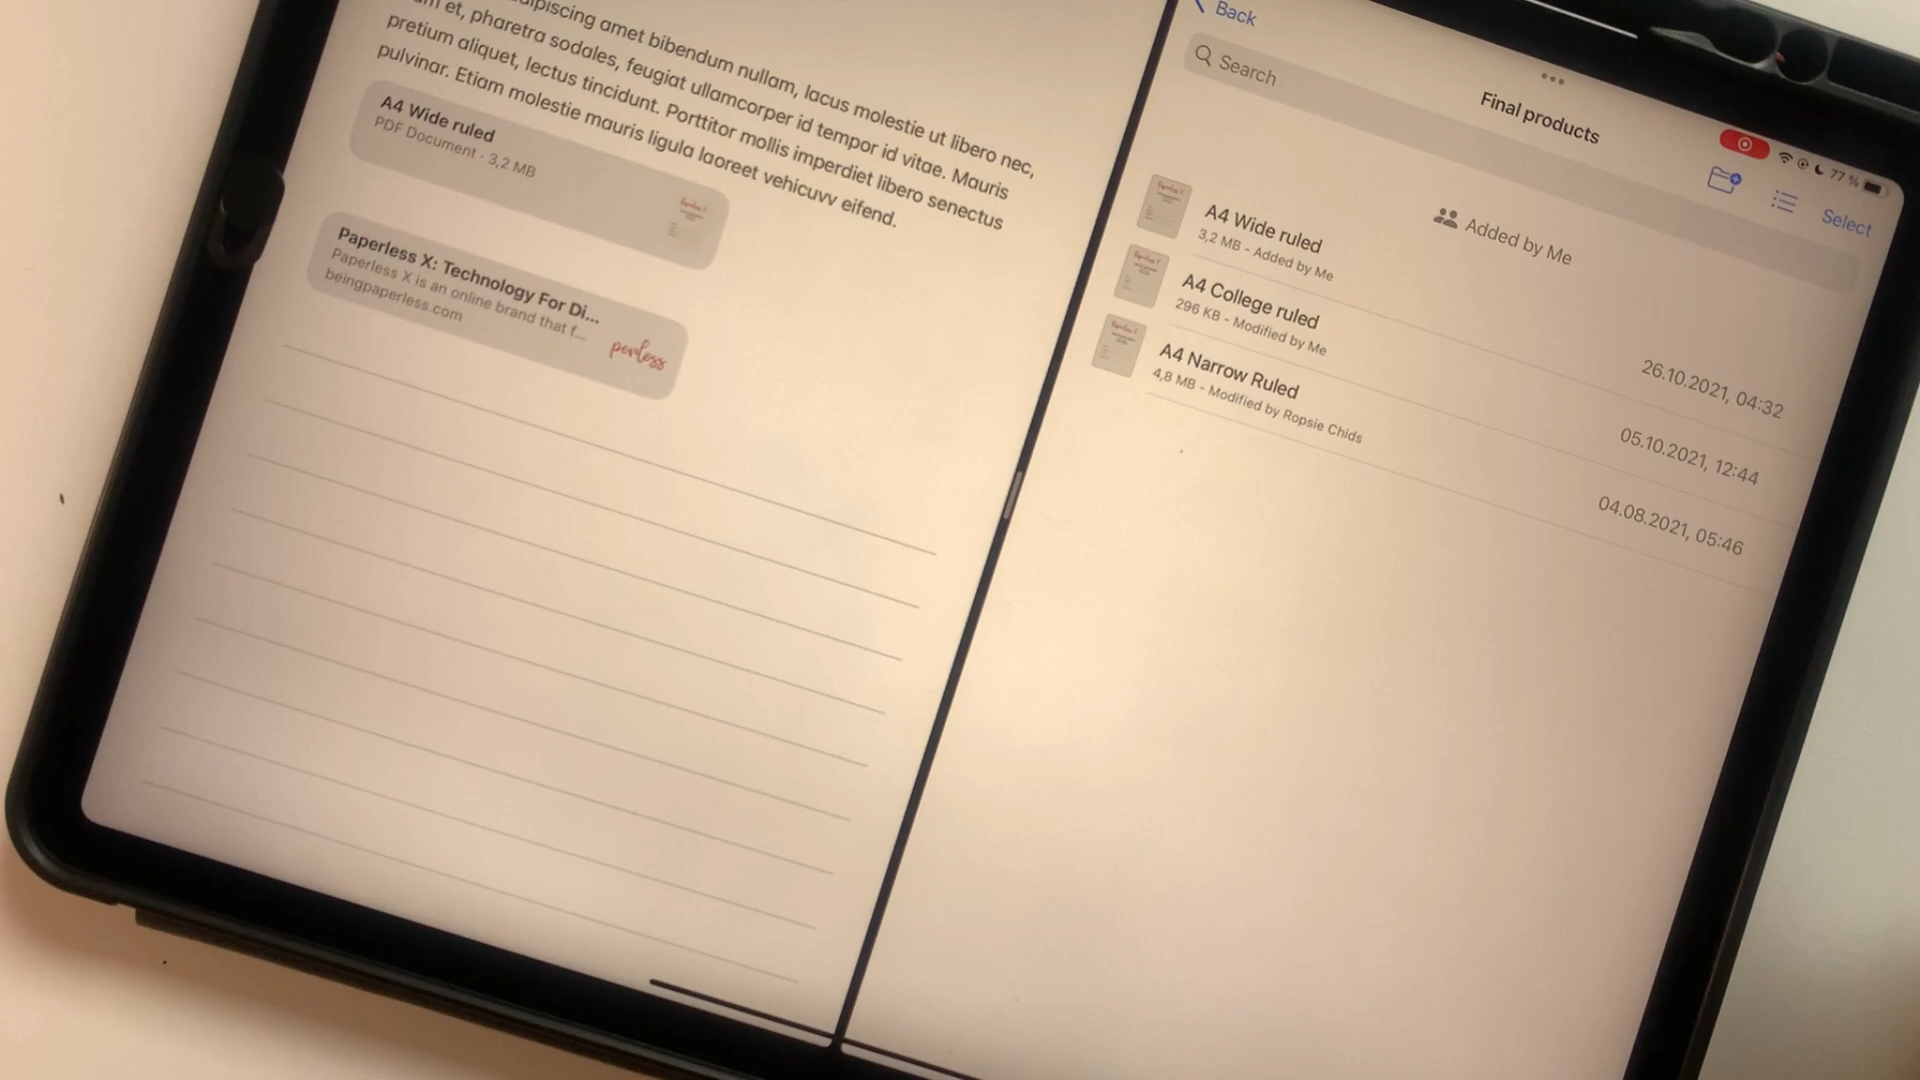 adipiscing amet bibendum nullam, lacus molestie ut libero nec,
et, pharetra sodales, feugiat ullamcorper id tempor id vitae. Mauris
pretium aliquet, lectus tincidunt. Porttitor mollis imperdiet libero senectus
pulvinar. Etiam molestie mauris ligula laoreet vehicuvv eifend.
A4 Wide ruled
PDF Document · 3,2 MB
Paperless X: Technology For Di...
Paperless X is an online brand that f...
beingpaperless.com
Back
Search
Final products
77 %
Select
Added by Me
A4 Wide ruled
3,2 MB - Added by Me
26.10.2021, 04:32
A4 College ruled
296 KB - Modified by Me
05.10.2021, 12:44
A4 Narrow Ruled
4,8 MB - Modified by Ropsie Chids
04.08.2021, 05:46